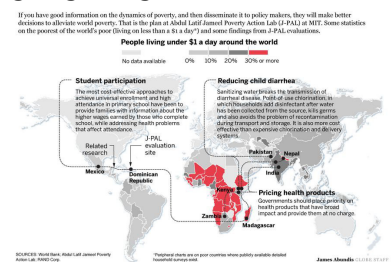 If you have good information on the dynamics of poverty, and then disseminate it to policy makers, they will make better
decisions to alleviate world poverty. That is the plan at Abdul Latif Jameel Poverty Action Lab (J-PAL) at MIT. Some statistics
on the poorest of the world's poor (living on less than a $1 a day*) and some findings from J-PAL evaluations.
People living under $1 a day around the world
No data available
0% 10% 20% 30% or more
Student participation
The most cost-effective approaches to
achieve universal enrollment and high
attendance in primary school have been to
provide families with information about the
higher wages earned by those who complete
school, while addressing health problems
that affect attendance.
Reducing child diarrhea
Sanitizing water breaks the transmission of
diarrheal disease. Point-of-use chlorination, in
which households add disinfectant after water
has been collected from the source, kills germs
and also avoids the problem of recontamination
during transport and storage. It is also more cost
effective than expensive chlorination and delivery
systems.
Related
research
J-PAL
evaluation
site
Mexico
Dominican
Republic
Pakistan
Nepal
India
Kenya
Zambia
Madagascar
Pricing health products
Governments should place priority on
health products that have broad
impact and provide them at no charge.
SOURCES: World Bank; Abdul Latif Jameel Poverty
Action Lab; RAND Corp.
*Peripheral charts are on poor countries where publicly available detailed
household surveys exist.
James Abundis GLOBE STAFF